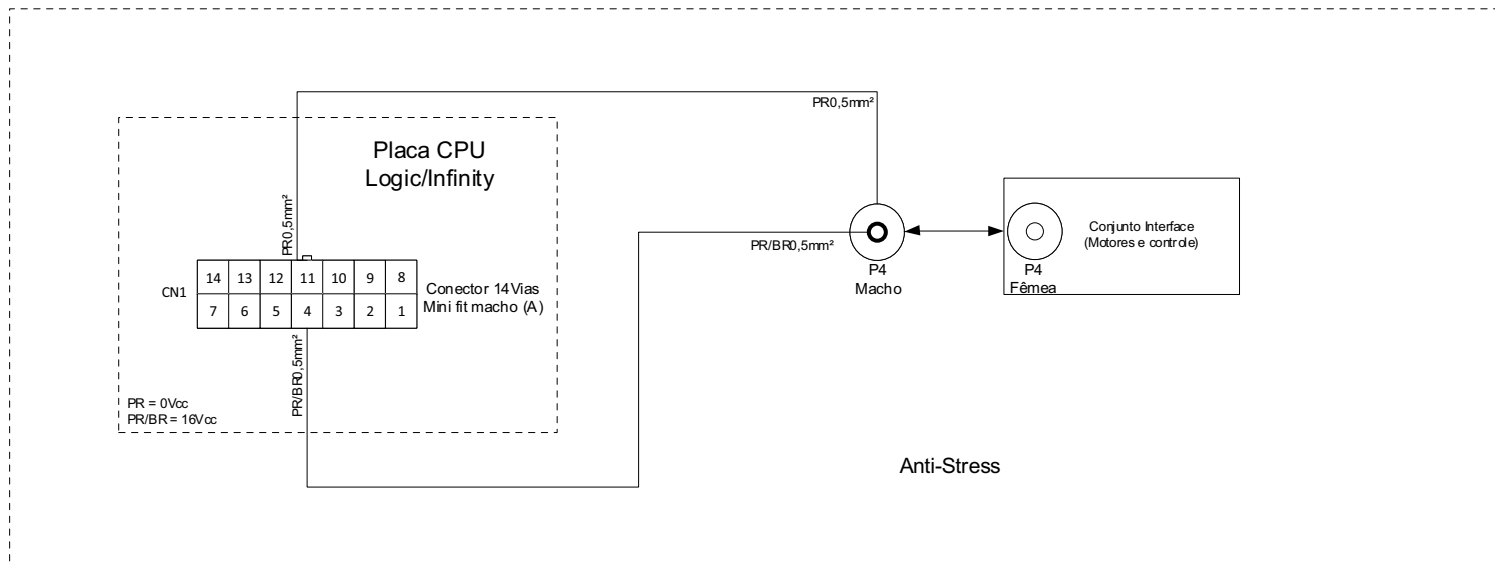 PR0,5mm²
Placa CPU
Logic/Infinity
PR0,5mm²
PR/BR0,5mm²
Conjunto Interface
(Motores e controle)
P4
Macho
P4
Fêmea
CN1
14 13 12 11 10 9 8
7 6 5 4 3 2 1
Conector 14Vias
Mini fit macho (A)
PR/BR0,5mm²
PR = 0Vcc
PR/BR = 16Vcc
Anti-Stress